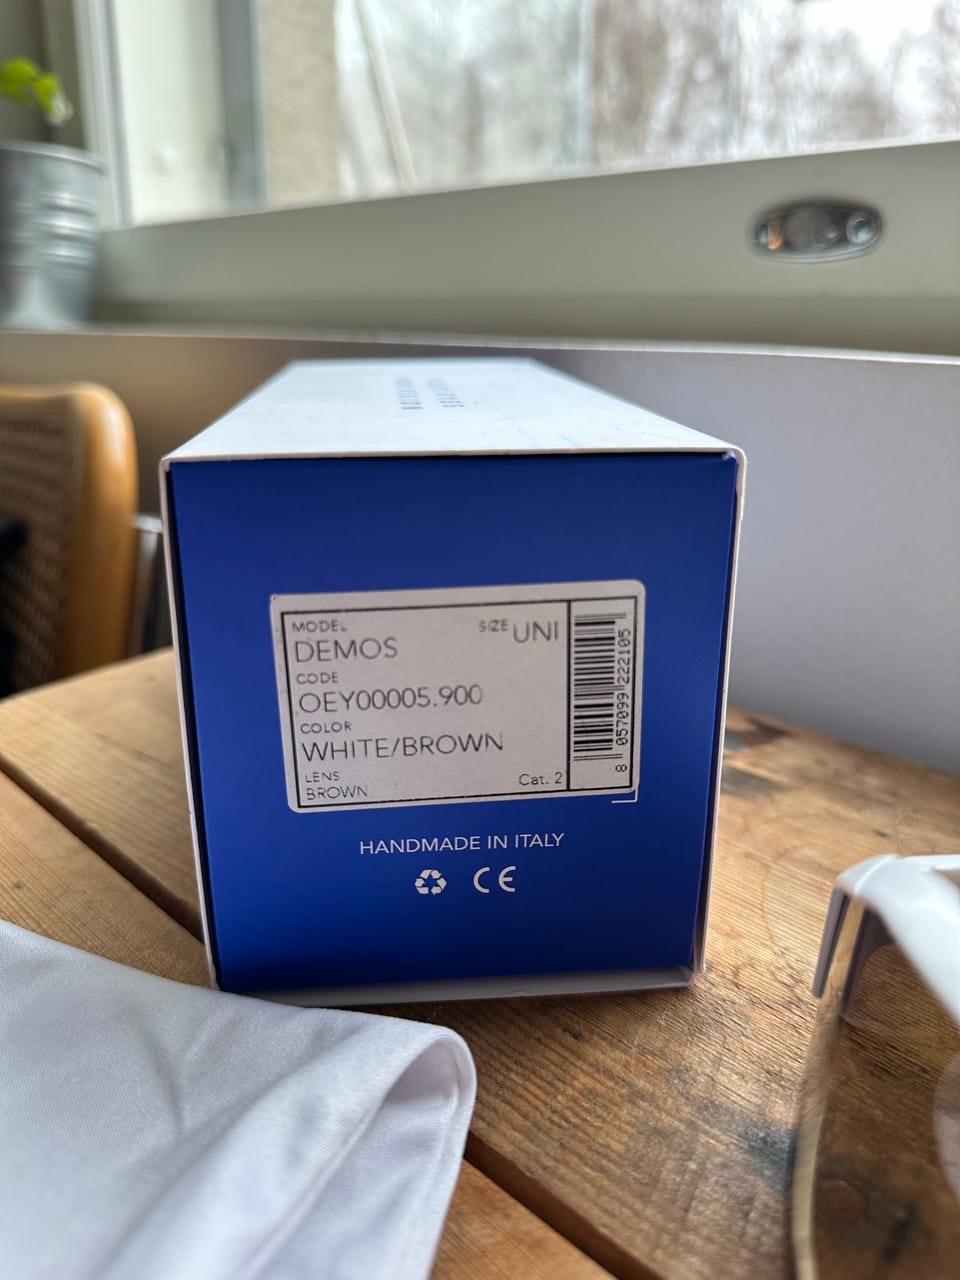 MODEL
DEMOS
SIZE UNI
CODE
OEY00005.900
COLOR
WHITE/BROWN
LENS
BROWN
Cat. 2
8 057099 222105
HANDMADE IN ITALY
CE